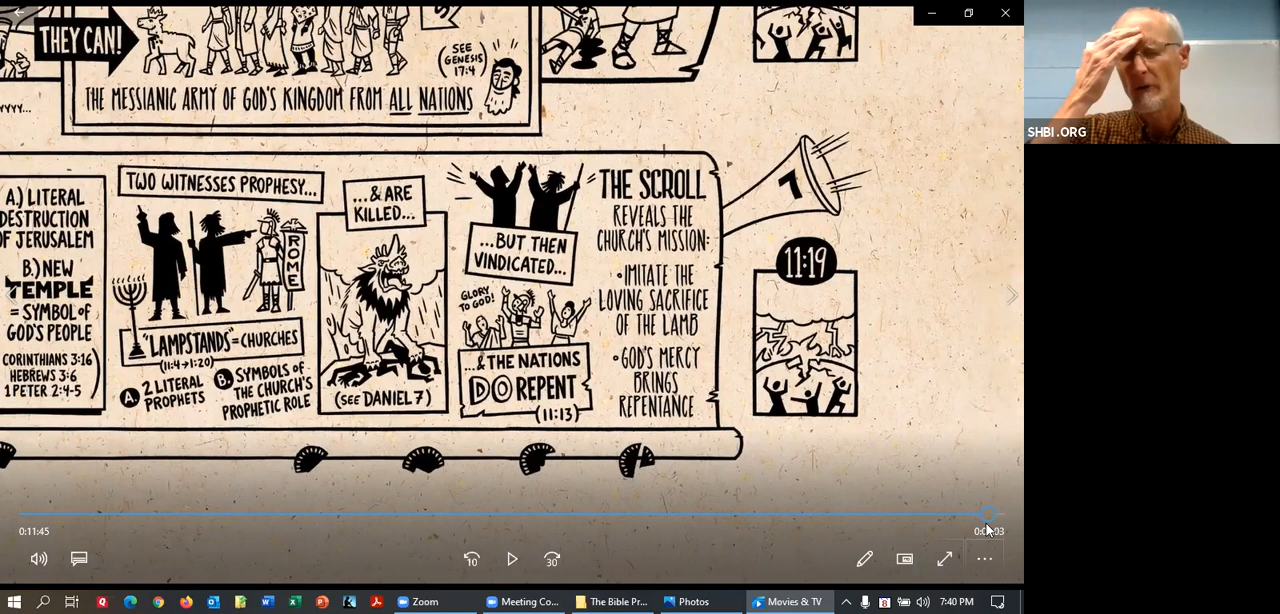 THEY CAN!
(SEE
GENESIS
17:4)
THE MESSIANIC ARMY OF GOD'S KINGDOM FROM ALL NATIONS
SHBI.ORG
A.) LITERAL
DESTRUCTION
OF JERUSALEM
B.) NEW
TEMPLE
= SYMBOL OF
GOD'S PEOPLE
CORINTHIANS 3:16
HEBREWS 3:6
1 PETER 2:4-5
TWO WITNESSES PROPHESY...
ROME
"LAMPSTANDS" = CHURCHES
(11:4→1:20)
A. 2 LITERAL
PROPHETS
B. SYMBOLS OF
THE CHURCH'S
PROPHETIC ROLE
...& ARE
KILLED...
(SEE DANIEL 7)
...BUT THEN
VINDICATED...
GLORY
TO GOD!
...& THE NATIONS
DO REPENT
(11:13)
THE SCROLL
REVEALS THE
CHURCH'S MISSION:
•IMITATE THE
LOVING SACRIFICE
OF THE LAMB
•GOD'S MERCY
BRINGS
REPENTANCE
7
11:19
0:11:45
10
30
Zoom
Meeting Co...
The Bible Pr...
Photos
Movies & TV
7:40 PM